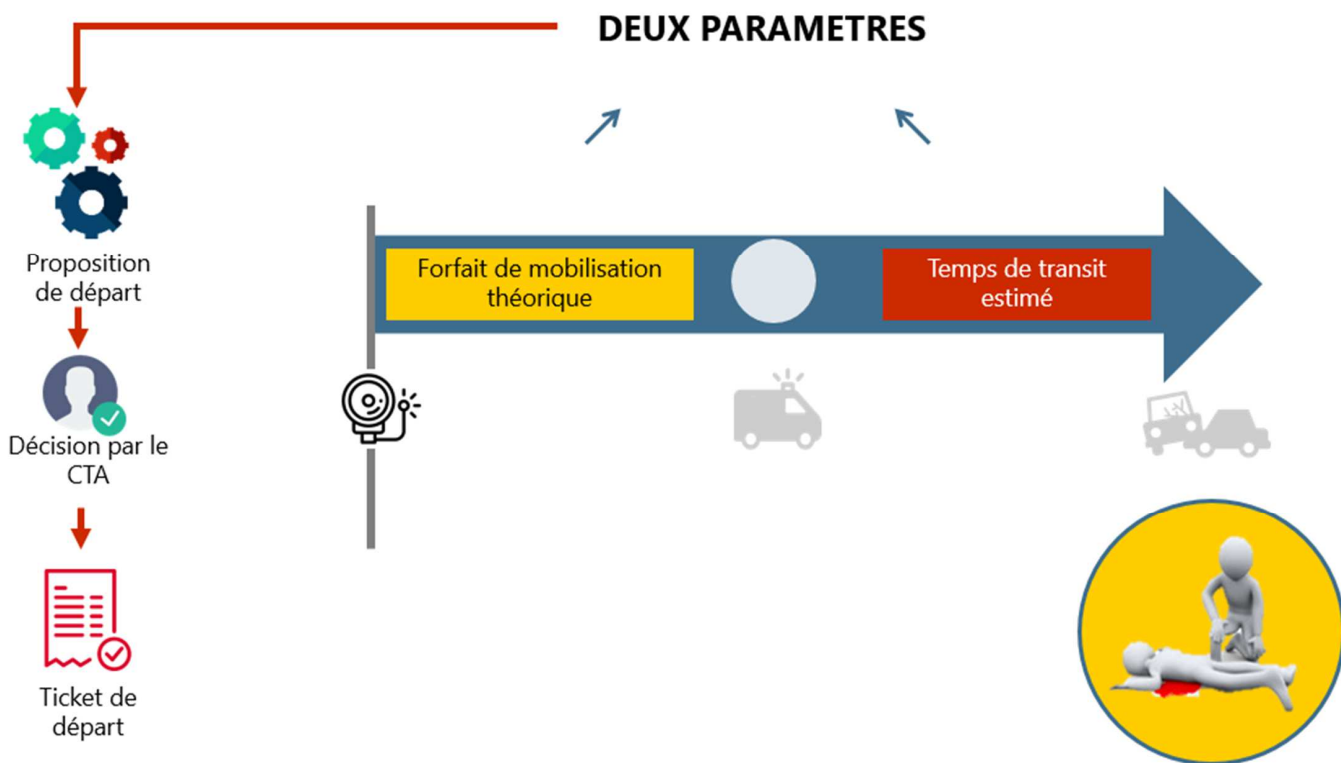 DEUX PARAMETRES
Proposition
de départ
Décision par le
CTA
Ticket de
départ
Forfait de mobilisation
théorique
Temps de transit
estimé